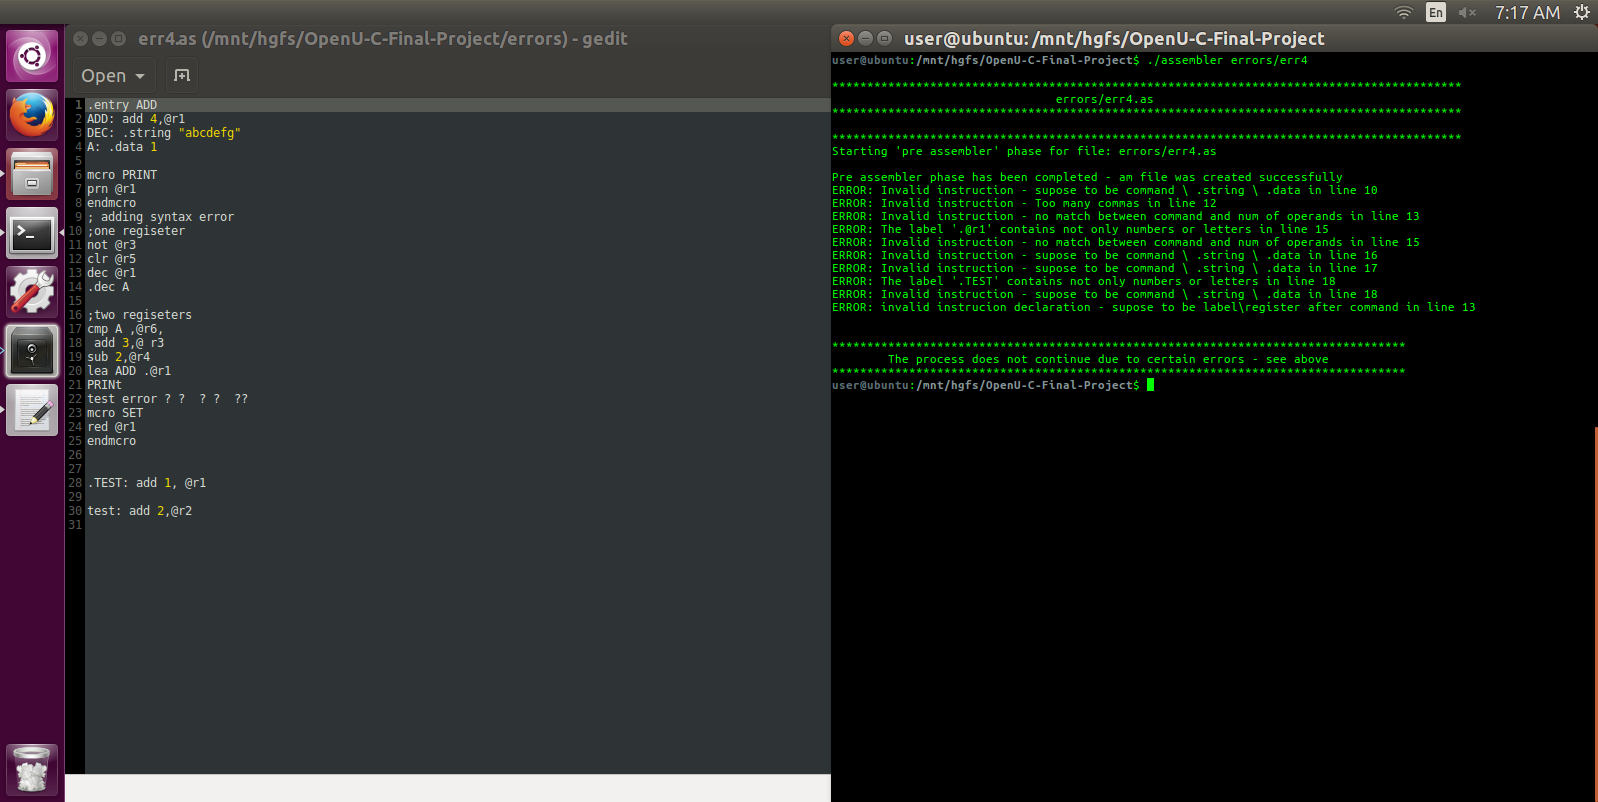 En
7:17 AM
err4.as (/mnt/hgfs/OpenU-C-Final-Project/errors) - gedit
Open
1 .entry ADD
2 ADD: add 4,@r1
3 DEC: .string "abcdefg"
4 A: .data 1
5
6 mcro PRINT
7 prn @r1
8 endmcro
9 ; adding syntax error
10 ;one regiseter
11 not @r3
12 clr @r5
13 dec @r1
14 .dec A
15
16 ;two regiseters
17 cmp A ,@r6,
18  add 3,@ r3
19 sub 2,@r4
20 lea ADD .@r1
21 PRINt
22 test error ? ?  ? ?  ??
23 mcro SET
24 red @r1
25 endmcro
26
27
28 .TEST: add 1, @r1
29
30 test: add 2,@r2
31
user@ubuntu: /mnt/hgfs/OpenU-C-Final-Project
user@ubuntu:/mnt/hgfs/OpenU-C-Final-Project$ ./assembler errors/err4
******************************************************************************************
errors/err4.as
******************************************************************************************
******************************************************************************************
Starting 'pre assembler' phase for file: errors/err4.as
Pre assembler phase has been completed - am file was created successfully
ERROR: Invalid instruction - supose to be command \ .string \ .data in line 10
ERROR: Invalid instruction - Too many commas in line 12
ERROR: Invalid instruction - no match between command and num of operands in line 13
ERROR: The label '.@r1' contains not only numbers or letters in line 15
ERROR: Invalid instruction - no match between command and num of operands in line 15
ERROR: Invalid instruction - supose to be command \ .string \ .data in line 16
ERROR: Invalid instruction - supose to be command \ .string \ .data in line 17
ERROR: The label '.TEST' contains not only numbers or letters in line 18
ERROR: Invalid instruction - supose to be command \ .string \ .data in line 18
ERROR: invalid instrucion declaration - supose to be label\register after command in line 13
**********************************************************************************
The process does not continue due to certain errors - see above
**********************************************************************************
user@ubuntu:/mnt/hgfs/OpenU-C-Final-Project$